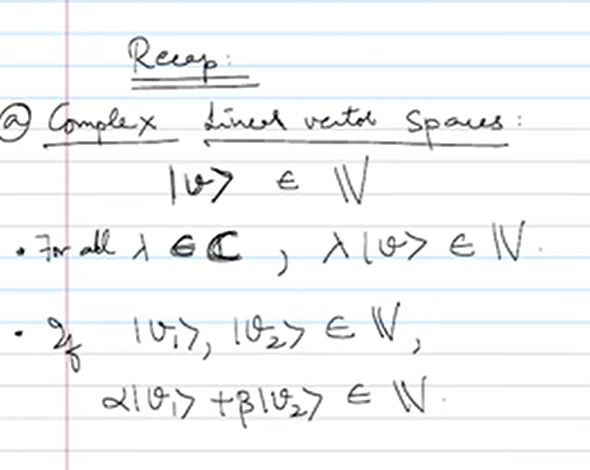 Recap:
ⓐ Complex Linear vector Spaces:
|v> ∈ 𝕍
• For all λ ∈ ℂ, λ|v> ∈ 𝕍.
• If |v₁>, |v₂> ∈ 𝕍,
α|v₁> + β|v₂> ∈ 𝕍.